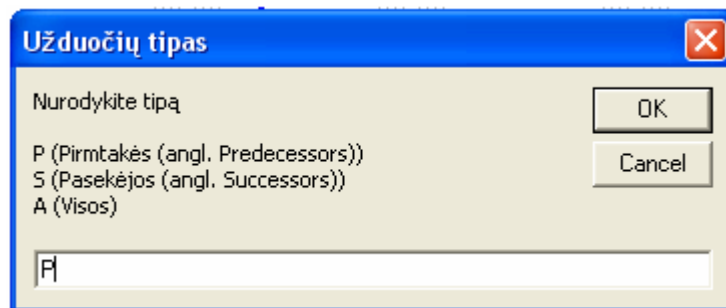 Užduočių tipas
Nurodykite tipą
OK
P (Pirmtakės (angl. Predecessors))
S (Pasekėjos (angl. Successors))
A (Visos)
Cancel
P